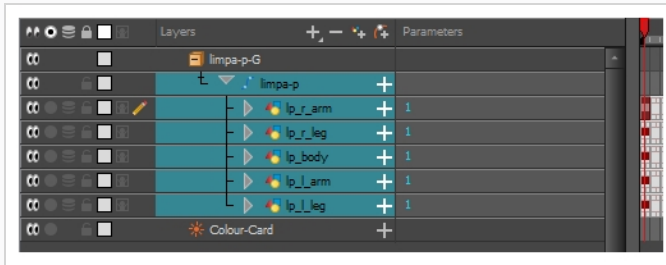 Layers Parameters
limpa-p-G
limpa-p
lp_r_arm 1
lp_r_leg 1
lp_body 1
lp_l_arm 1
lp_l_leg 1
Colour-Card